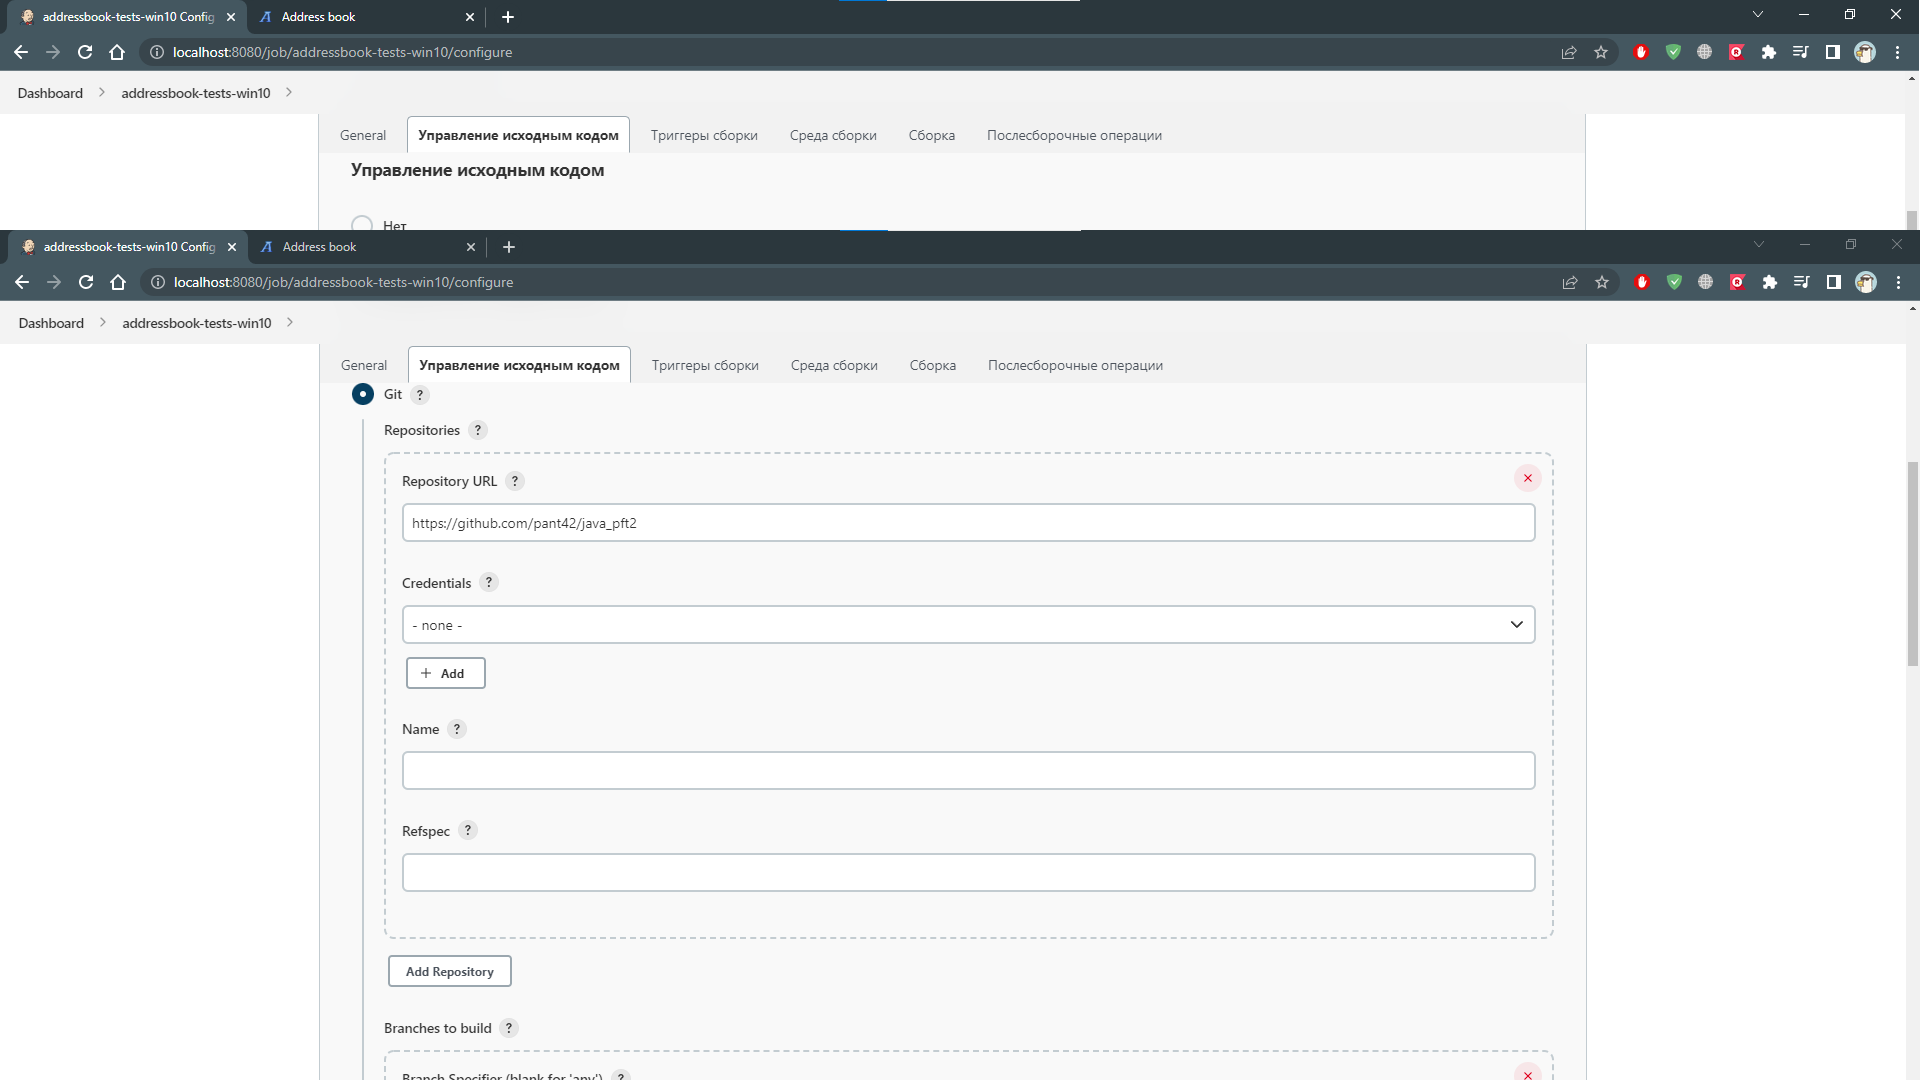 addressbook-tests-win10 Config
Address book
localhost:8080/job/addressbook-tests-win10/configure
Dashboard addressbook-tests-win10
General Управление исходным кодом Триггеры сборки Среда сборки Сборка Послесборочные операции
Управление исходным кодом
Нет
addressbook-tests-win10 Config
Address book
localhost:8080/job/addressbook-tests-win10/configure
Dashboard addressbook-tests-win10
General Управление исходным кодом Триггеры сборки Среда сборки Сборка Послесборочные операции
Git ?
Repositories ?
Repository URL ?
https://github.com/pant42/java_pft2
Credentials ?
- none -
+ Add
Name ?
Refspec ?
Add Repository
Branches to build ?
Branch Specifier (blank for 'any') ?